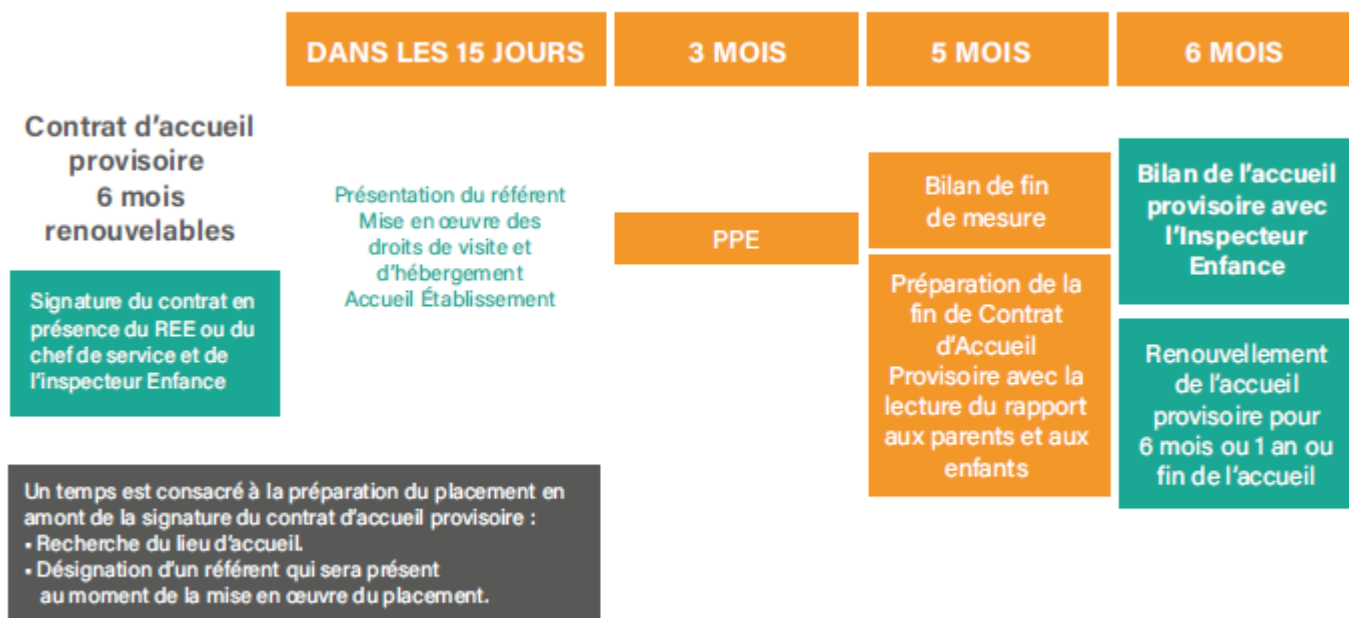 DANS LES 15 JOURS
3 MOIS
5 MOIS
6 MOIS
Contrat d'accueil
provisoire
6 mois
renouvelables
Signature du contrat en
présence du REE ou du
chef de service et de
l'inspecteur Enfance
Présentation du référent
Mise en œuvre des
droits de visite et
d'hébergement
Accueil Établissement
PPE
Bilan de fin
de mesure
Préparation de la
fin de Contrat
d'Accueil
Provisoire avec la
lecture du rapport
aux parents et aux
enfants
Bilan de l'accueil
provisoire avec
l'Inspecteur
Enfance
Renouvellement
de l'accueil
provisoire pour
6 mois ou 1 an ou
fin de l'accueil
Un temps est consacré à la préparation du placement en
amont de la signature du contrat d'accueil provisoire :
• Recherche du lieu d'accueil.
• Désignation d'un référent qui sera présent
au moment de la mise en œuvre du placement.